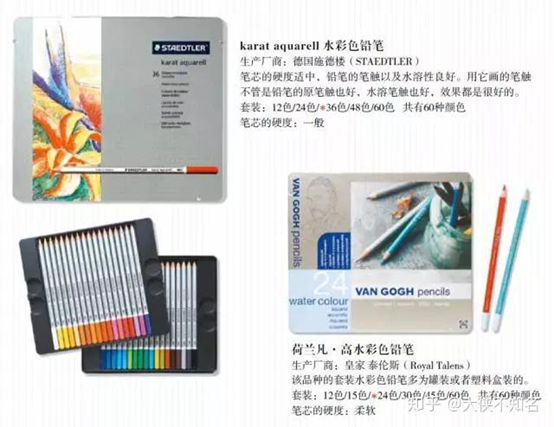 STAEDTLER
karat aquarell
36
STAEDTLER
karat aquarell 水彩色铅笔
生产厂商：德国施德楼（STAEDTLER）
笔芯的硬度适中，铅笔的笔触以及水溶性良好。用它画的笔触
不管是铅笔的原笔触也好，水溶笔触也好，效果都是很好的。
套装：12色/24色/*36色/48色/60色 共有60种颜色
笔芯的硬度：一般
VAN GOGH pencils
24
water colour
VAN GOGH pencils
荷兰凡·高水彩色铅笔
生产厂商：皇家 泰伦斯（Royal Talens）
该品种的套装水彩色铅笔多为罐装或者塑料盒装的。
套装：12色/15色/*24色/30色/45色/60色 共有60种颜色
笔芯的硬度：柔软
知乎 @大侠不知名